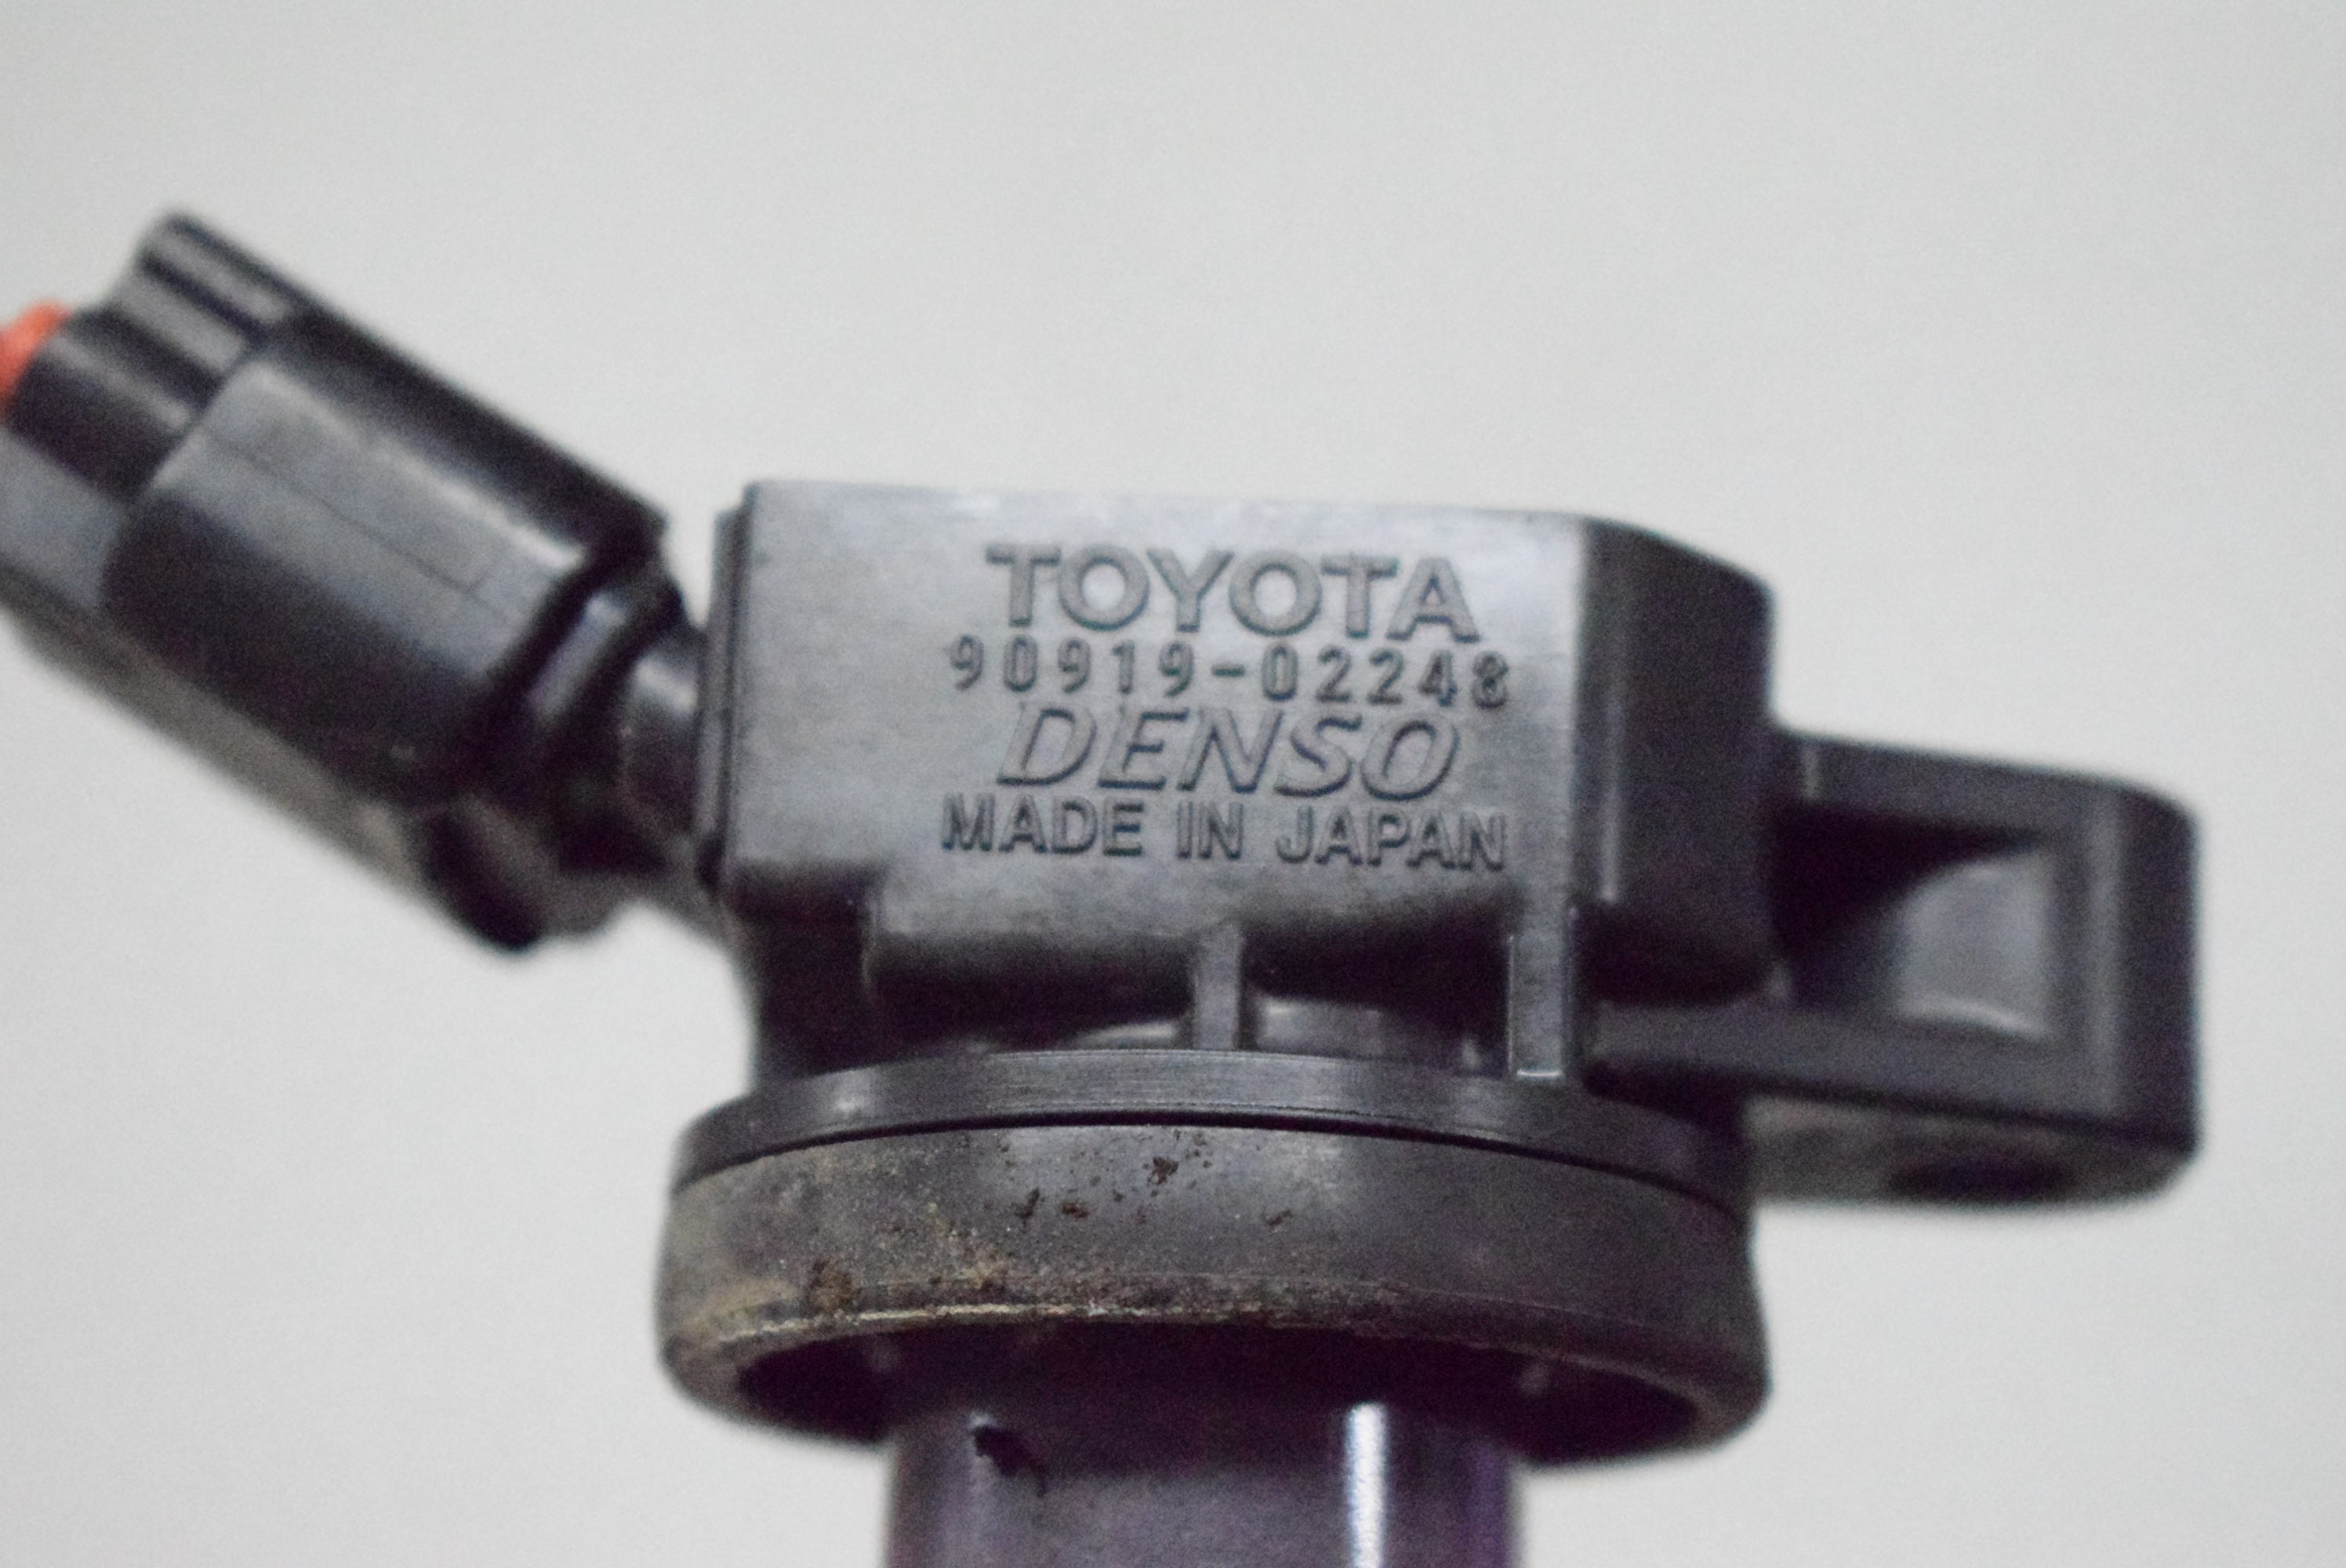 TOYOTA
90919-02248
DENSO
MADE IN JAPAN